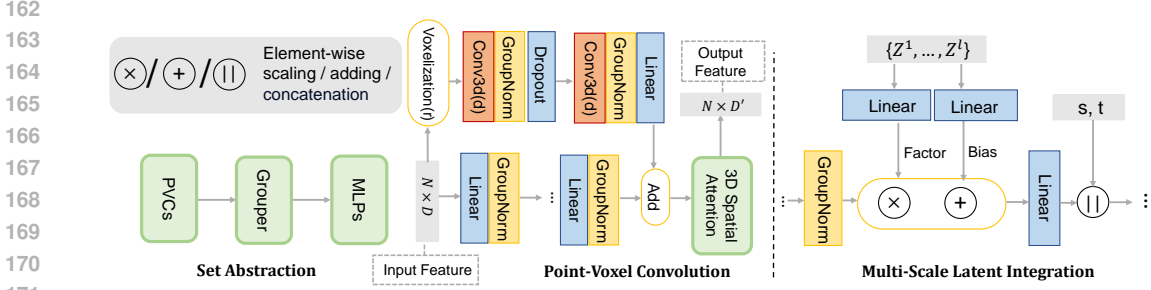 162
163
164
165
166
167
168
169
170
× / + / ||
Element-wise
scaling / adding /
concatenation
PVCs
Grouper
MLPs
Set Abstraction
Voxelization(r)
Conv3d(d)
GroupNorm
Dropout
Conv3d(d)
GroupNorm
Linear
Output
Feature
N × D′
N × D
Linear
GroupNorm
...
Linear
GroupNorm
Add
3D Spatial
Attention
Input Feature
Point-Voxel Convolution
{Z¹, … , Zˡ}
Linear
Linear
s, t
Factor
Bias
...
GroupNorm
×
+
Linear
||
...
Multi-Scale Latent Integration